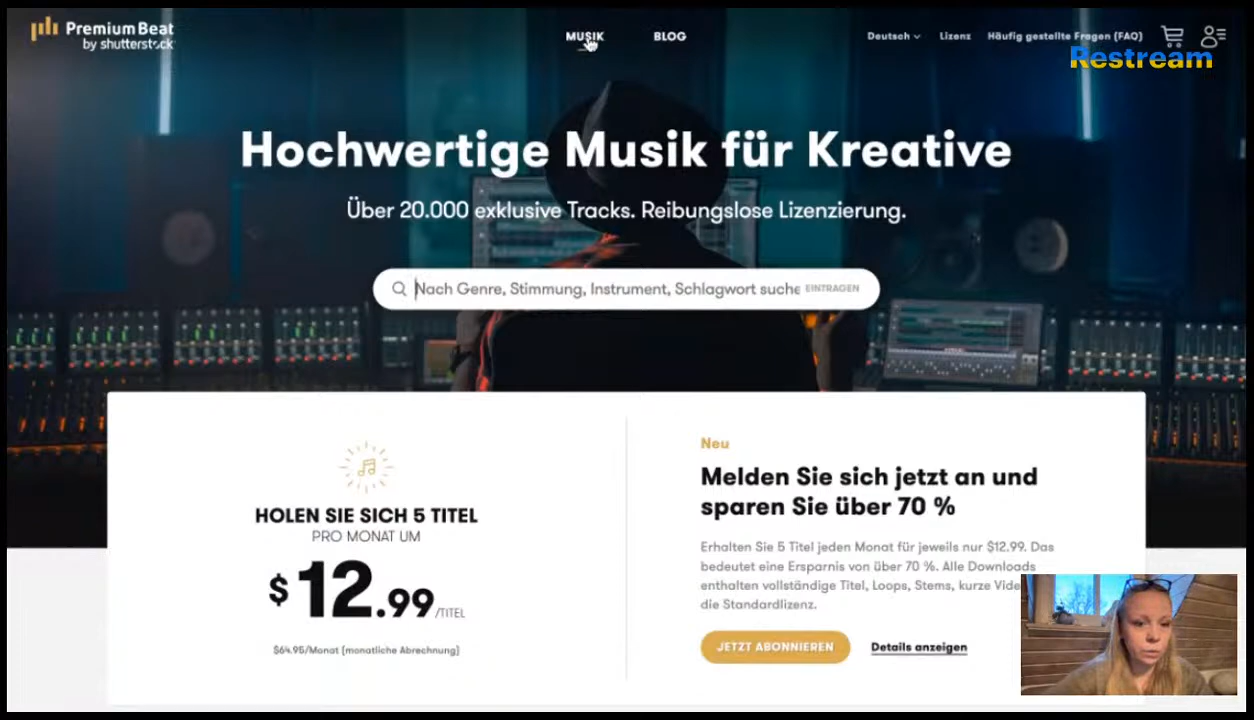 PremiumBeat
by shutterstock
MUSIK
BLOG
Deutsch
Lizenz
Häufig gestellte Fragen (FAQ)
Restream
Hochwertige Musik für Kreative
Über 20.000 exklusive Tracks. Reibungslose Lizenzierung.
Nach Genre, Stimmung, Instrument, Schlagwort suche
EINTRAGEN
HOLEN SIE SICH 5 TITEL
PRO MONAT UM
$12.99/TITEL
$64.95/Monat (monatliche Abrechnung)
Neu
Melden Sie sich jetzt an und
sparen Sie über 70 %
Erhalten Sie 5 Titel jeden Monat für jeweils nur $12.99. Das
bedeutet eine Ersparnis von über 70 %. Alle Downloads
enthalten vollständige Titel, Loops, Stems, kurze Vide
die Standardlizenz.
JETZT ABONNIEREN
Details anzeigen